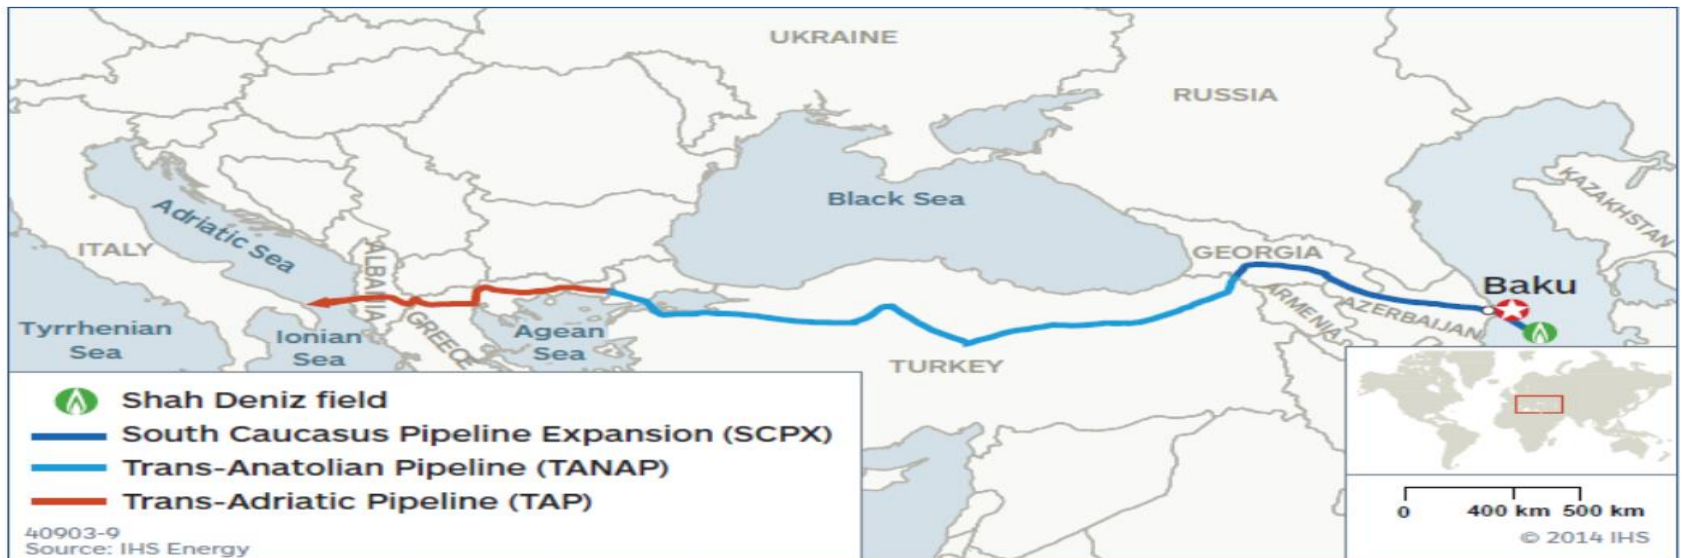 UKRAINE
RUSSIA
KAZAKHSTAN
Black Sea
Adriatic Sea
ITALY
ALBANIA
GEORGIA
Baku
ARMENIA
AZERBAIJAN
Tyrrhenian
Sea
Ionian
Sea
GREECE
Agean
Sea
TURKEY
Shah Deniz field
South Caucasus Pipeline Expansion (SCPX)
Trans-Anatolian Pipeline (TANAP)
Trans-Adriatic Pipeline (TAP)
40903-9
Source: IHS Energy
0 400 km 500 km
© 2014 IHS